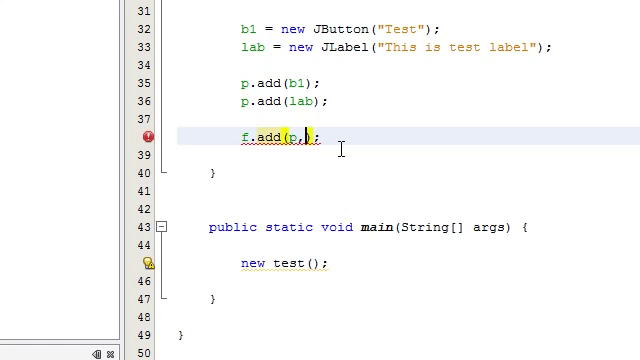 31
32 b1 = new JButton("Test");
33 lab = new JLabel("This is test label");
34
35 p.add(b1);
36 p.add(lab);
37
f.add(p,);
39
40 }
41
42
43 public static void main(String[] args) {
44
new test();
46
47 }
48
49 }
50